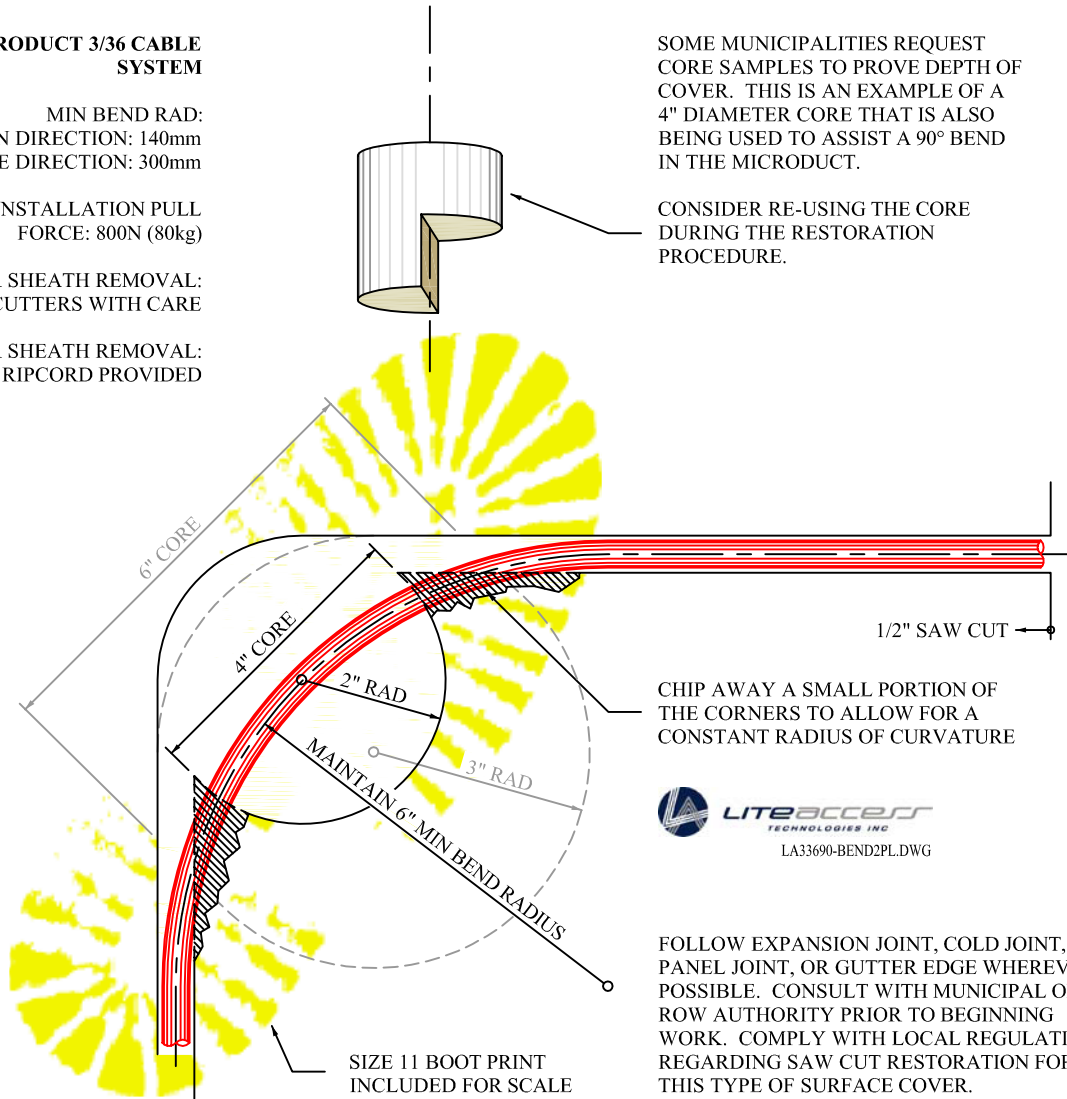 RODUCT 3/36 CABLE
SYSTEM
MIN BEND RAD:
N DIRECTION: 140mm
E DIRECTION: 300mm
NSTALLATION PULL
FORCE: 800N (80kg)
SHEATH REMOVAL:
CUTTERS WITH CARE
SHEATH REMOVAL:
RIPCORD PROVIDED
SOME MUNICIPALITIES REQUEST
CORE SAMPLES TO PROVE DEPTH OF
COVER. THIS IS AN EXAMPLE OF A
4" DIAMETER CORE THAT IS ALSO
BEING USED TO ASSIST A 90° BEND
IN THE MICRODUCT.
CONSIDER RE-USING THE CORE
DURING THE RESTORATION
PROCEDURE.
6" CORE
4" CORE
2" RAD
3" RAD
MAINTAIN 6" MIN BEND RADIUS
1/2" SAW CUT
CHIP AWAY A SMALL PORTION OF
THE CORNERS TO ALLOW FOR A
CONSTANT RADIUS OF CURVATURE
LITEaccess
TECHNOLOGIES INC
LA33690-BEND2PL.DWG
FOLLOW EXPANSION JOINT, COLD JOINT,
PANEL JOINT, OR GUTTER EDGE WHEREV
POSSIBLE. CONSULT WITH MUNICIPAL O
ROW AUTHORITY PRIOR TO BEGINNING
WORK. COMPLY WITH LOCAL REGULATI
REGARDING SAW CUT RESTORATION FOR
THIS TYPE OF SURFACE COVER.
SIZE 11 BOOT PRINT
INCLUDED FOR SCALE